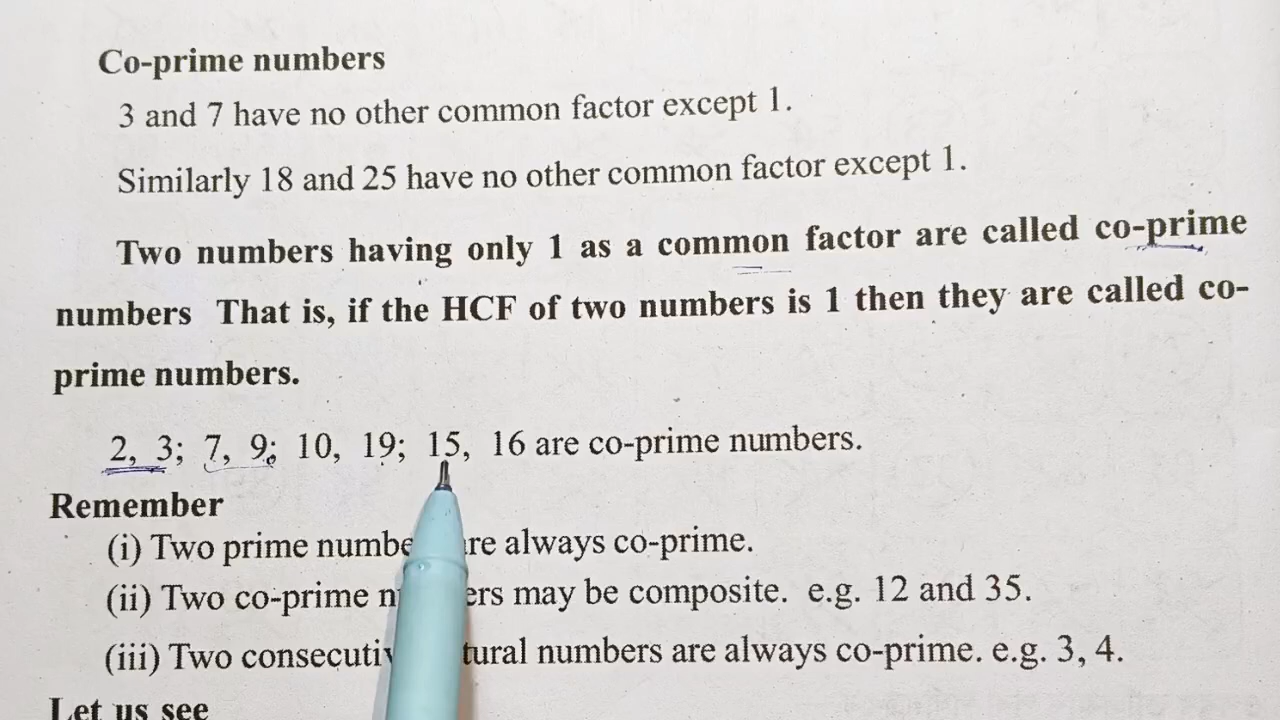 Co-prime numbers
3 and 7 have no other common factor except 1.
Similarly 18 and 25 have no other common factor except 1.
Two numbers having only 1 as a common factor are called co-prime
numbers That is, if the HCF of two numbers is 1 then they are called co-
prime numbers.
2, 3; 7, 9; 10, 19; 15, 16 are co-prime numbers.
Remember
(i) Two prime numbe re always co-prime.
(ii) Two co-prime n ers may be composite. e.g. 12 and 35.
(iii) Two consecuti tural numbers are always co-prime. e.g. 3, 4.
Let us see